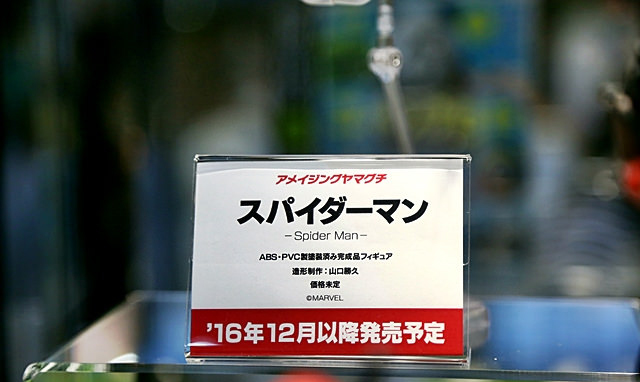 アメイジングヤマグチ
スパイダーマン
-Spider Man-
ABS・PVC製塗装済み完成品フィギュア
造形制作：山口勝久
価格未定
©MARVEL
'16年12月以降発売予定